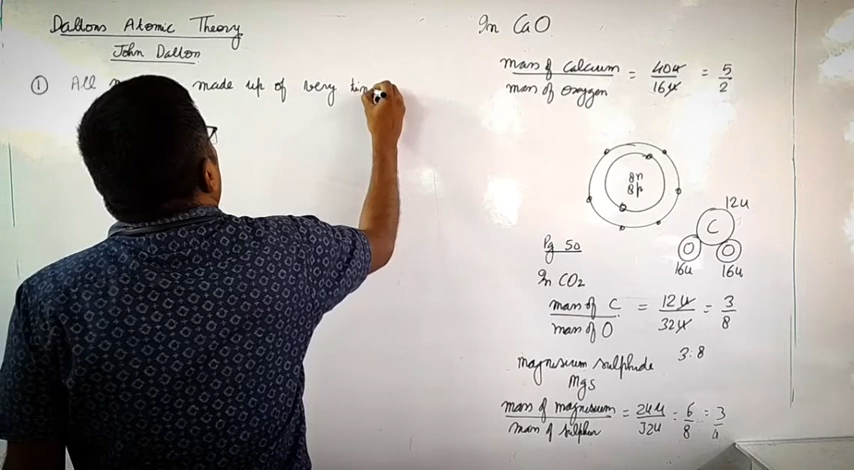 Daltons Atomic Theory
John Dalton
① All made up of very
In CaO
mass of calcium / mass of oxygen = 40u / 16u = 5 / 2
8n
8p
12u
C
O O
16u 16u
Pg 50
In CO2
mass of C / mass of O = 12u / 32u = 3 / 8
3:8
magnesium sulphide
MgS
mass of magnesium / mass of sulphur = 24u / 32u = 6 / 8 = 3 / 4